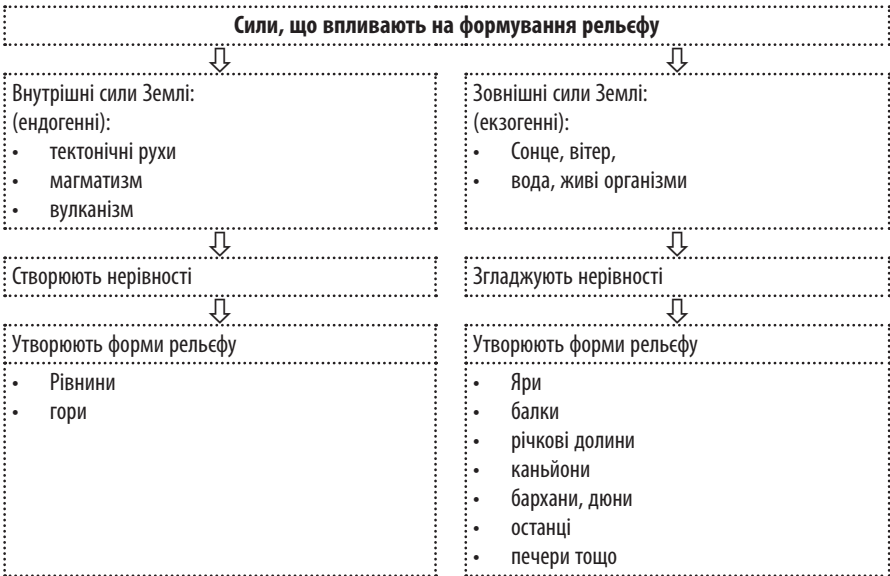 Сили, що впливають на формування рельєфу
Внутрішні сили Землі:
(ендогенні):
• тектонічні рухи
• магматизм
• вулканізм
Створюють нерівності
Утворюють форми рельєфу
• Рівнини
• гори
Зовнішні сили Землі:
(екзогенні):
• Сонце, вітер,
• вода, живі організми
Згладжують нерівності
Утворюють форми рельєфу
• Яри
• балки
• річкові долини
• каньйони
• бархани, дюни
• останці
• печери тощо